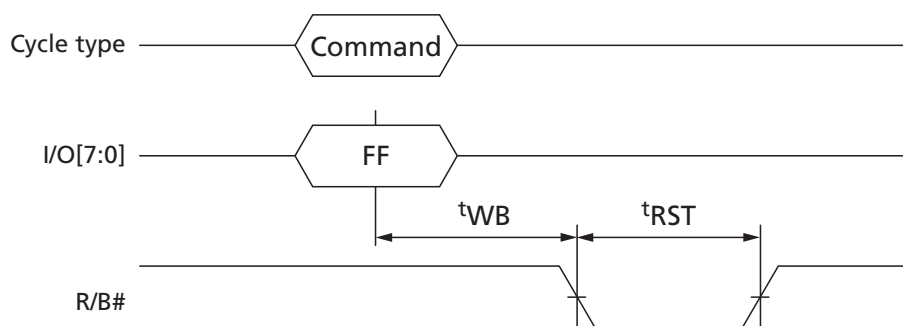 Cycle type
Command
I/O[7:0]
FF
tWB
tRST
R/B#